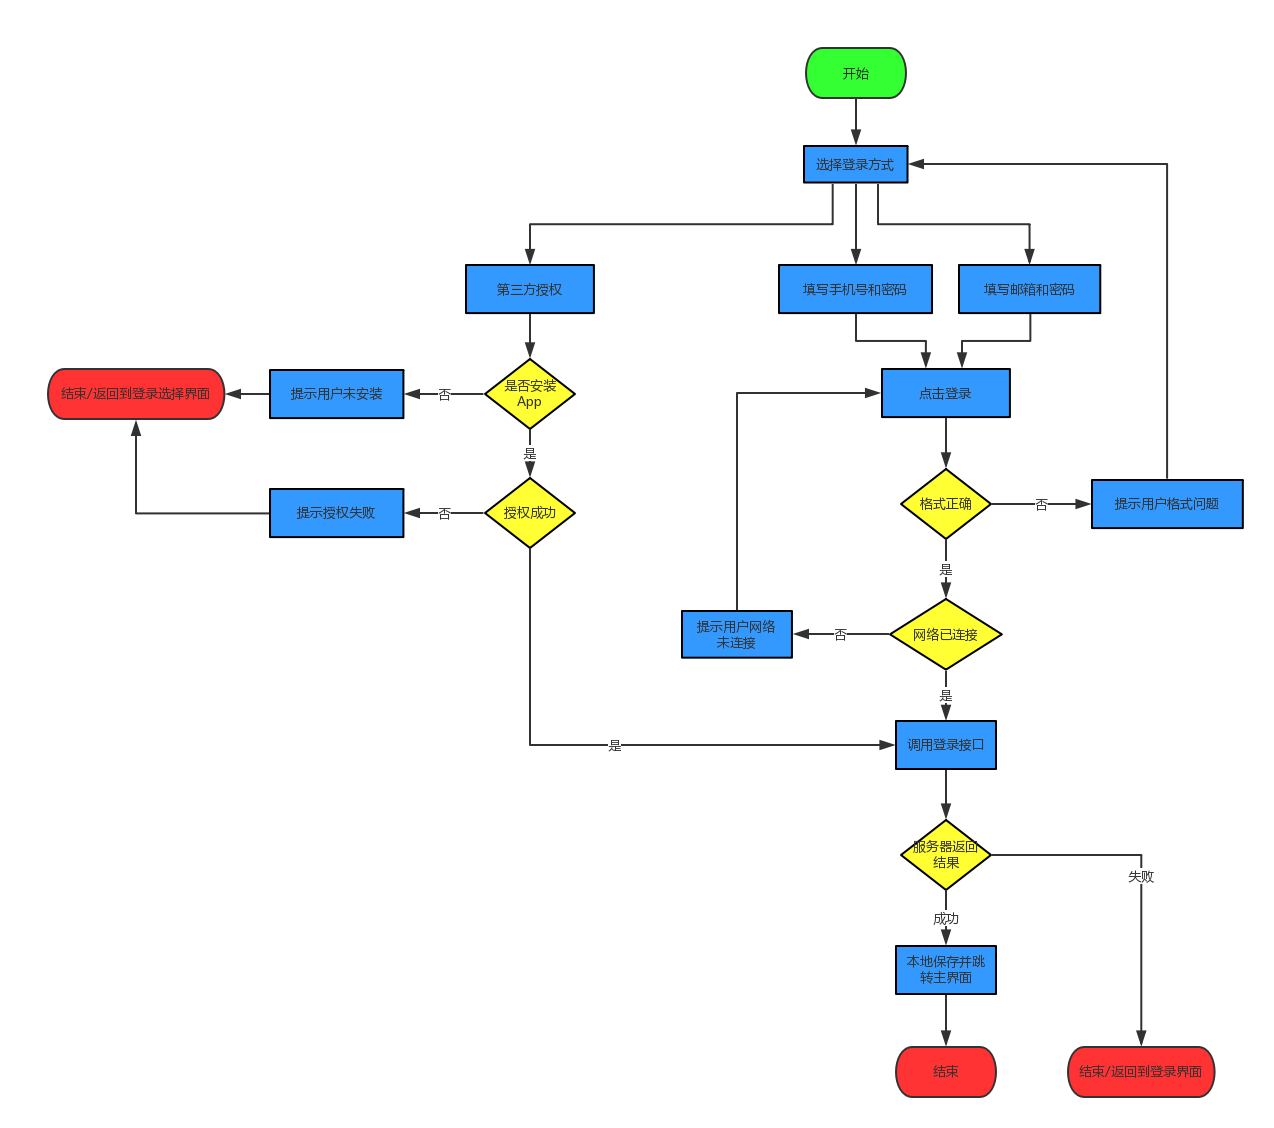 开始
选择登录方式
第三方授权
填写手机号和密码
填写邮箱和密码
结束/返回到登录选择界面
提示用户未安装
否
是否安装
App
点击登录
是
提示授权失败
否
授权成功
格式正确
否
提示用户格式问题
是
提示用户网络
未连接
否
网络已连接
是
是
调用登录接口
服务器返回
结果
失败
成功
本地保存并跳
转主界面
结束
结束/返回到登录界面